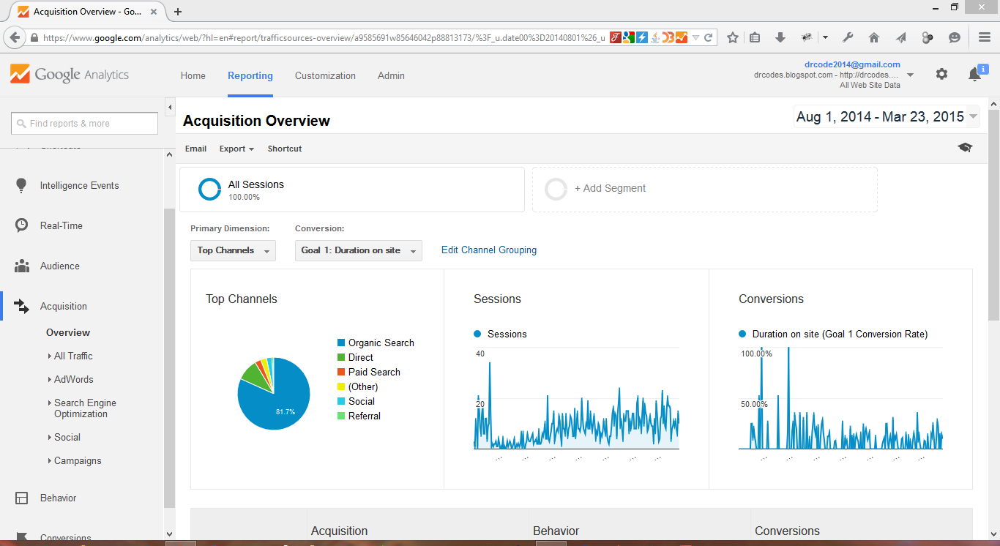 Acquisition Overview - Go...
https://www.google.com/analytics/web/?hl=en#report/trafficsources-overview/a9585691w85646042p88813173/%3F_u.date00%3D20140801%26_u
Google Analytics
Home
Reporting
Customization
Admin
drcode2014@gmail.com
drcodes.blogspot.com - http://drcodes....
All Web Site Data
Find reports & more
Shortcuts
Intelligence Events
Real-Time
Audience
Acquisition
Overview
All Traffic
AdWords
Search Engine
Optimization
Social
Campaigns
Behavior
Conversions
Acquisition Overview
Aug 1, 2014 - Mar 23, 2015
Email
Export
Shortcut
All Sessions
100.00%
+ Add Segment
Primary Dimension:
Conversion:
Top Channels
Goal 1: Duration on site
Edit Channel Grouping
Top Channels
Organic Search
Direct
Paid Search
(Other)
Social
Referral
81.7%
Sessions
Sessions
40
20
...
...
...
...
...
...
...
Conversions
Duration on site (Goal 1 Conversion Rate)
100.00%
50.00%
...
...
...
...
...
...
...
Acquisition
Behavior
Conversions